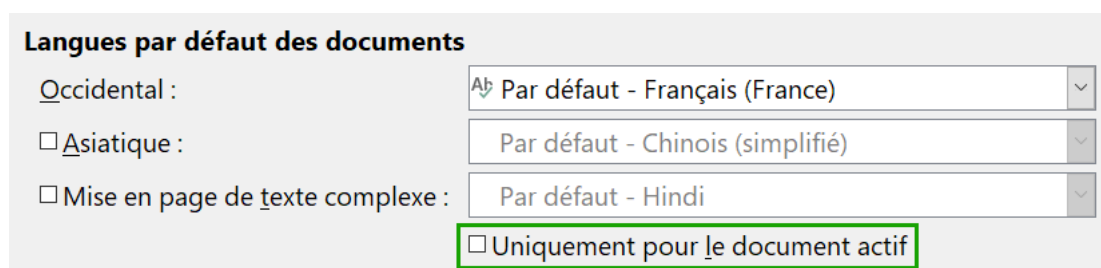 Langues par défaut des documents
Occidental : Par défaut - Français (France)
Asiatique : Par défaut - Chinois (simplifié)
Mise en page de texte complexe : Par défaut - Hindi
Uniquement pour le document actif